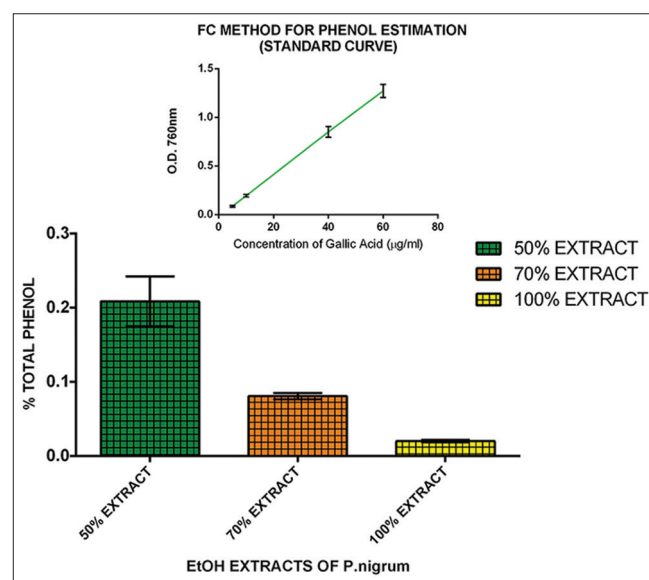 FC METHOD FOR PHENOL ESTIMATION
(STANDARD CURVE)
1.5
1.0
0.5
0.0
O.D. 760nm
0 20 40 60 80
Concentration of Gallic Acid (μg/ml)
0.3
0.2
0.1
0.0
% TOTAL PHENOL
50% EXTRACT
70% EXTRACT
100% EXTRACT
50% EXTRACT
70% EXTRACT
100% EXTRACT
EtOH EXTRACTS OF P.nigrum